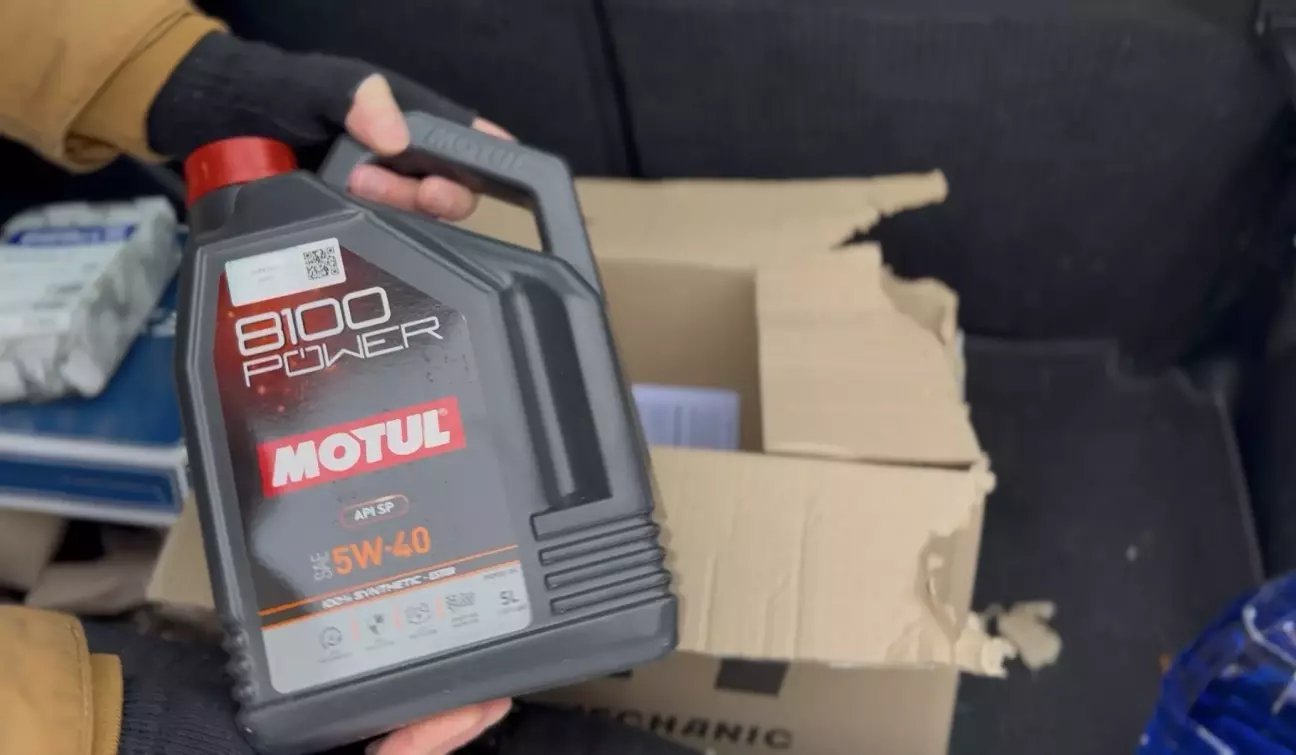 MOTUL
8100
POWER
MOTUL®
API SP
SAE 5W-40
100% SYNTHETIC - ESTER
5L
MECHANIC